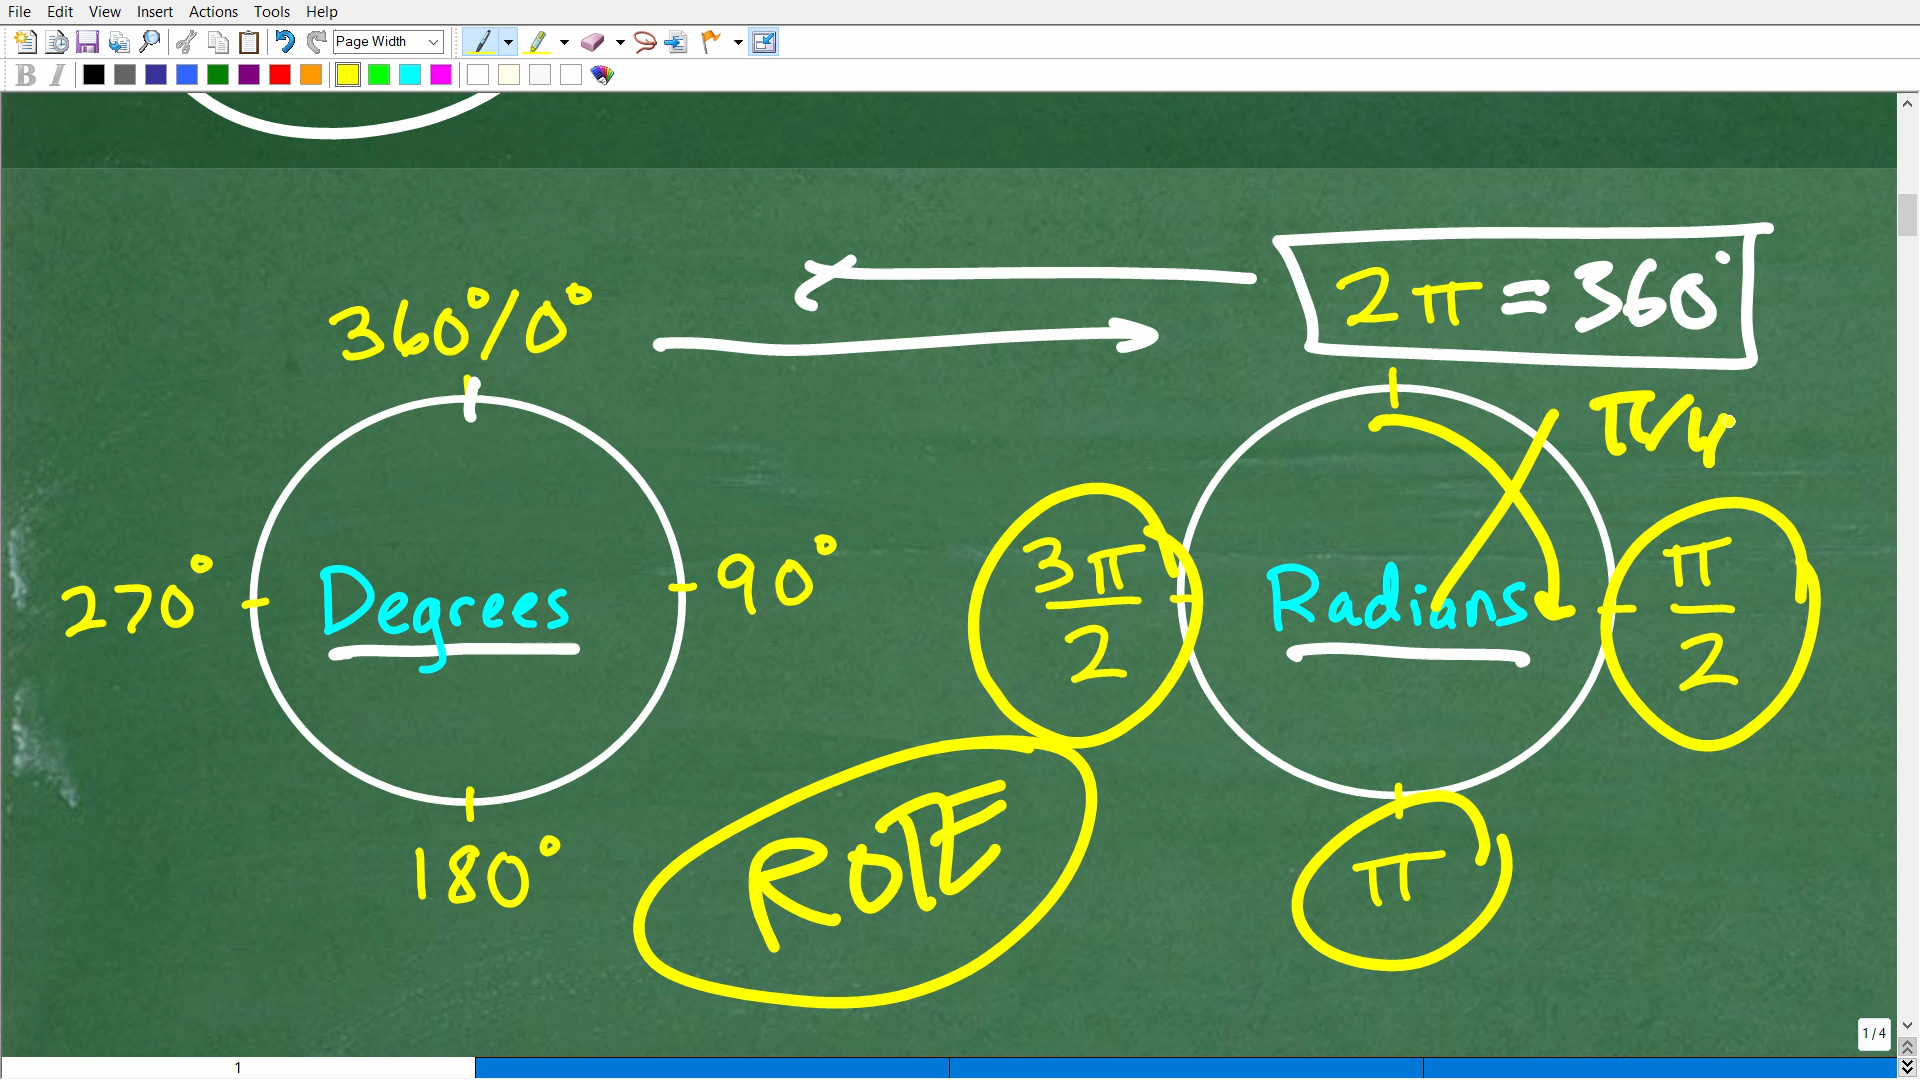 File Edit View Insert Actions Tools Help
Page Width
B I
2π = 360°
360°/0°
π/4
270° Degrees 90°
3π/2 Radians π/2
180°
ROTE
π
1 / 4
1